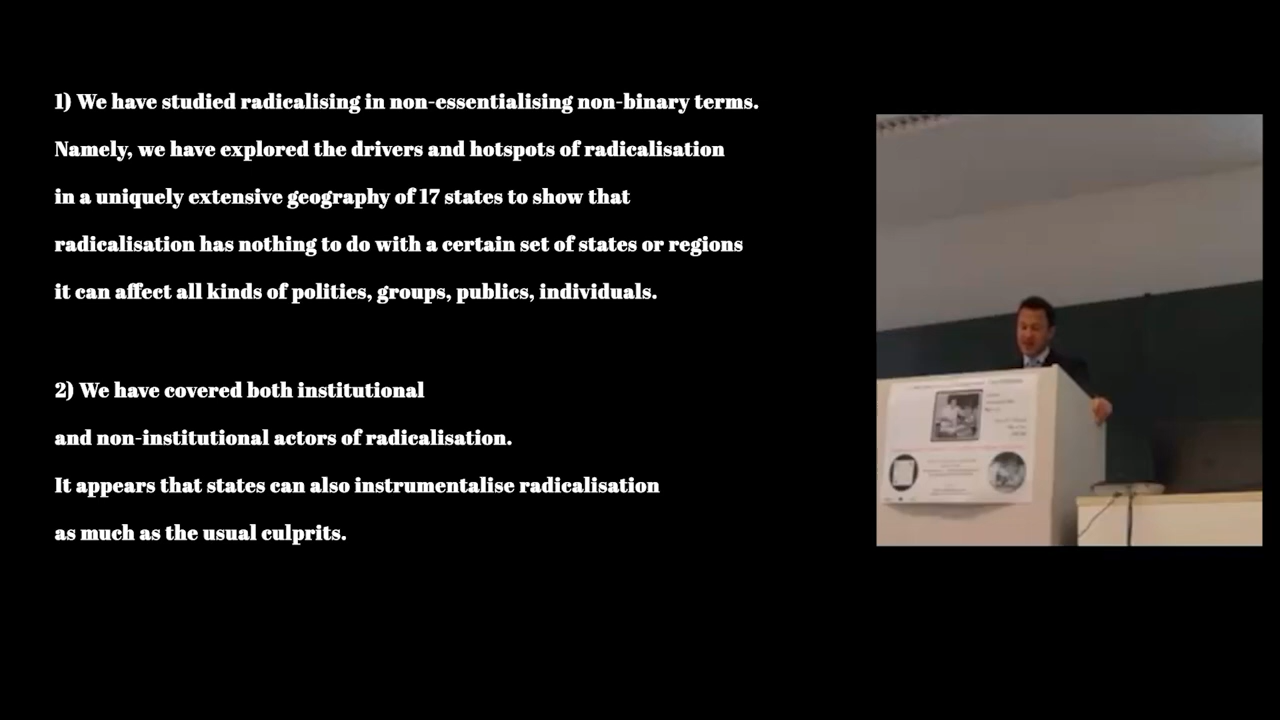 1) We have studied radicalising in non-essentialising non-binary terms.
Namely, we have explored the drivers and hotspots of radicalisation
in a uniquely extensive geography of 17 states to show that
radicalisation has nothing to do with a certain set of states or regions
it can affect all kinds of polities, groups, publics, individuals.
2) We have covered both institutional
and non-institutional actors of radicalisation.
It appears that states can also instrumentalise radicalisation
as much as the usual culprits.